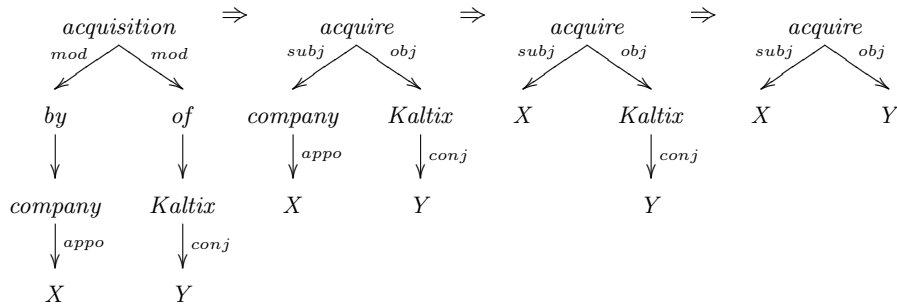 acquisition ⇒ acquire ⇒ acquire ⇒ acquire
mod mod subj obj subj obj subj obj
by of company Kaltix X Kaltix X Y
appo conj conj
company Kaltix X Y Y
appo conj
X Y